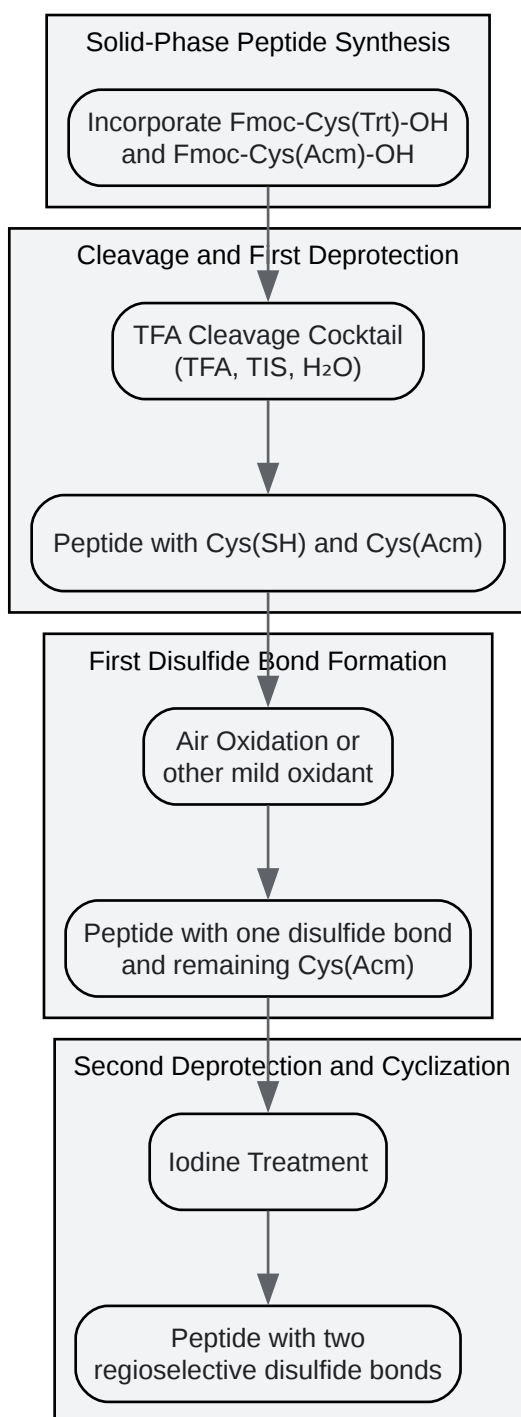 Solid-Phase Peptide Synthesis
Incorporate Fmoc-Cys(Trt)-OH
and Fmoc-Cys(Acm)-OH
Cleavage and First Deprotection
TFA Cleavage Cocktail
(TFA, TIS, H₂O)
Peptide with Cys(SH) and Cys(Acm)
First Disulfide Bond Formation
Air Oxidation or
other mild oxidant
Peptide with one disulfide bond
and remaining Cys(Acm)
Second Deprotection and Cyclization
Iodine Treatment
Peptide with two
regioselective disulfide bonds